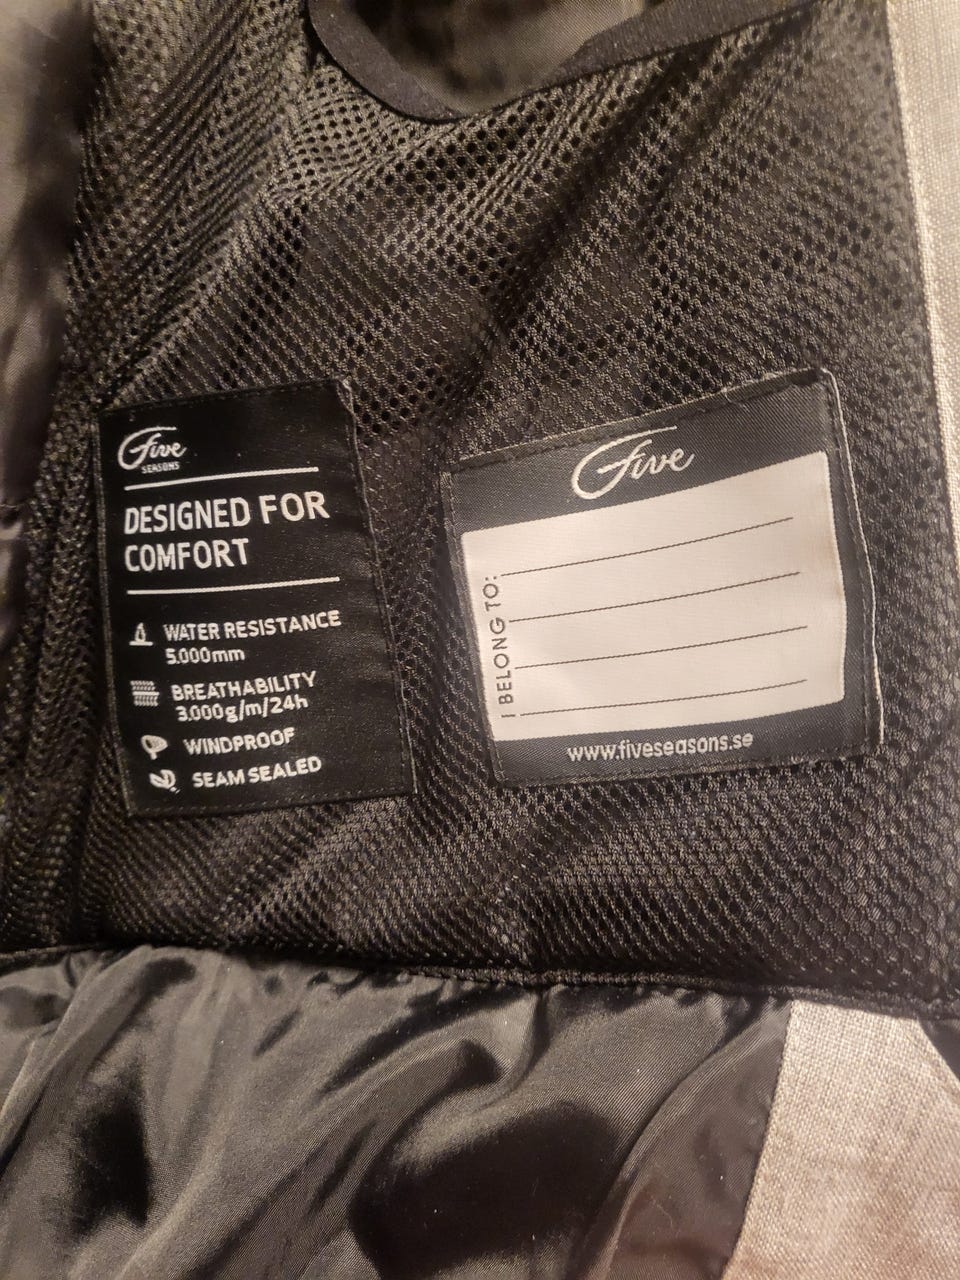 Five
SEASONS
DESIGNED FOR
COMFORT
WATER RESISTANCE
5.000mm
BREATHABILITY
3.000g/m/24h
WINDPROOF
SEAM SEALED
Five
I BELONG TO:
www.fiveseasons.se